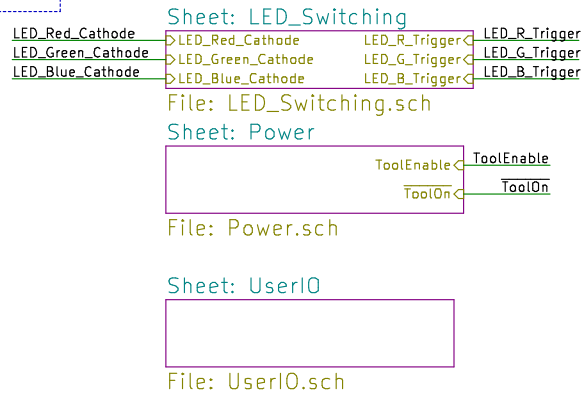 Sheet: LED_Switching
LED_Red_Cathode LED_Red_Cathode LED_R_Trigger LED_R_Trigger
LED_Green_Cathode LED_Green_Cathode LED_G_Trigger LED_G_Trigger
LED_Blue_Cathode LED_Blue_Cathode LED_B_Trigger LED_B_Trigger
File: LED_Switching.sch
Sheet: Power
ToolEnable ToolEnable
ToolOn ToolOn
File: Power.sch
Sheet: UserIO
File: UserIO.sch